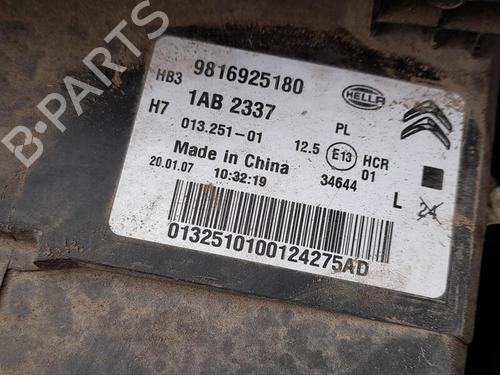 B-PARTS
HB3 9816925180 HELLA
H7 1AB 2337
013.251-01 PL
12.5 E13 HCR
Made in China 34644 01
20.01.07 10:32:19 L 24
0132510100124275AD